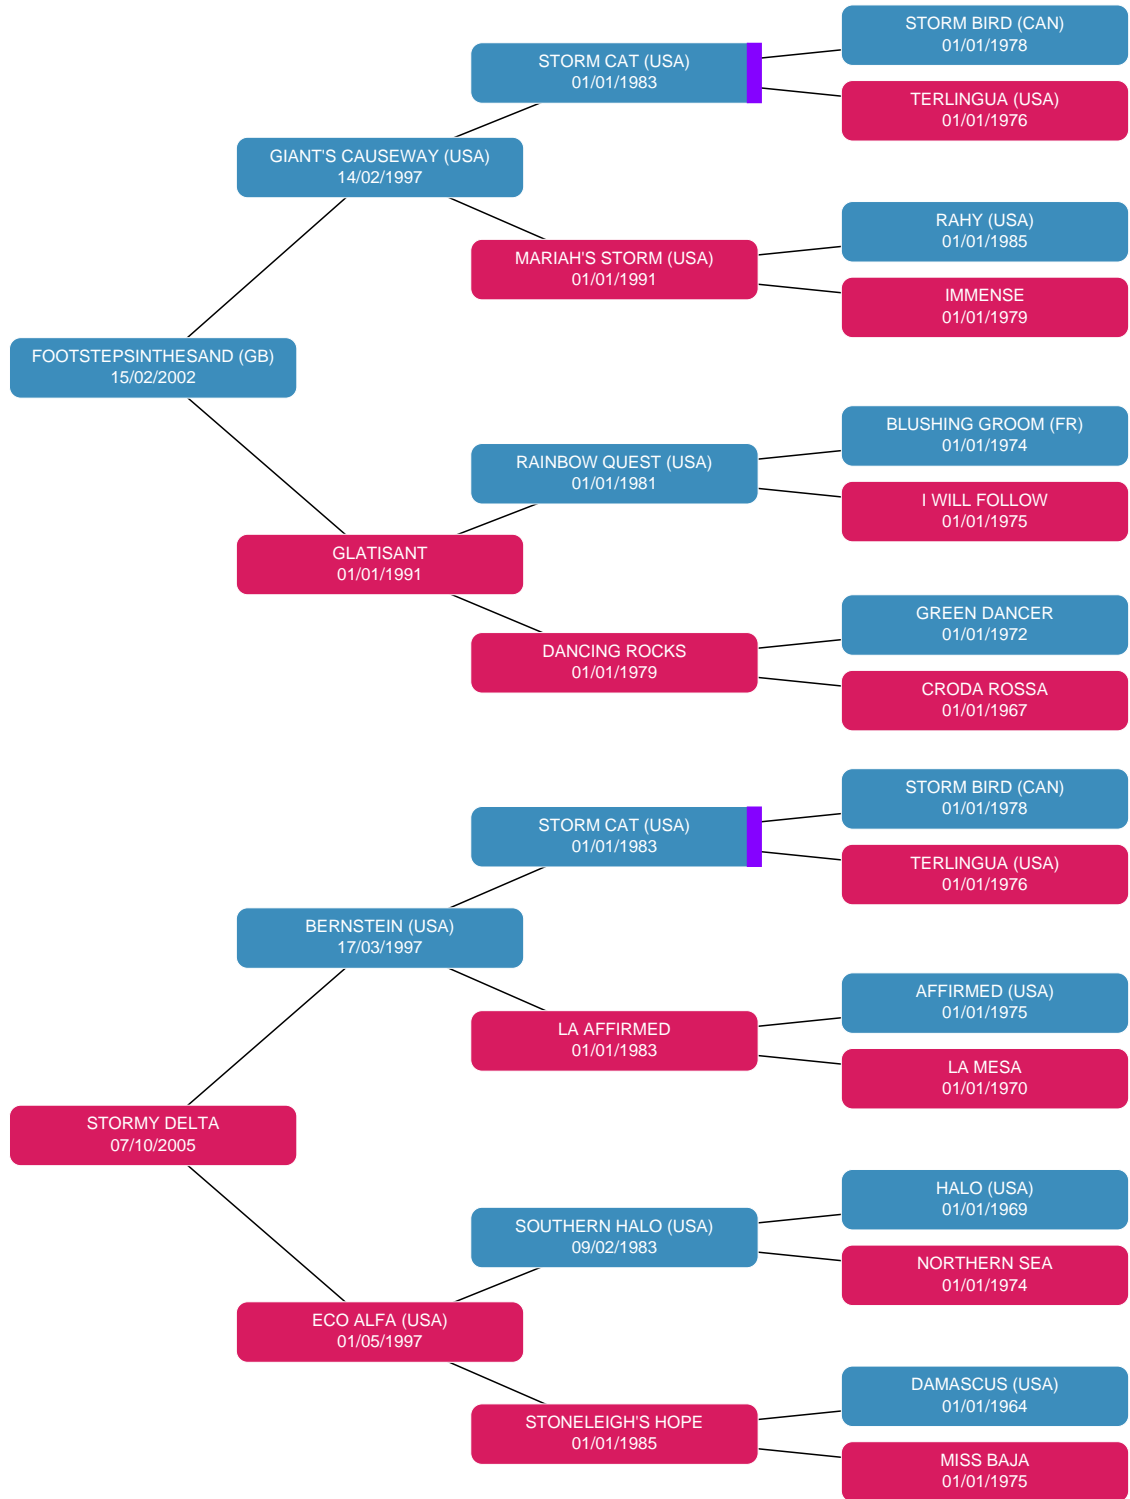 STORM BIRD (CAN)
01/01/1978
STORM CAT (USA)
01/01/1983
TERLINGUA (USA)
01/01/1976
GIANT'S CAUSEWAY (USA)
14/02/1997
RAHY (USA)
01/01/1985
MARIAH'S STORM (USA)
01/01/1991
IMMENSE
01/01/1979
FOOTSTEPSINTHESAND (GB)
15/02/2002
BLUSHING GROOM (FR)
01/01/1974
RAINBOW QUEST (USA)
01/01/1981
I WILL FOLLOW
01/01/1975
GLATISANT
01/01/1991
GREEN DANCER
01/01/1972
DANCING ROCKS
01/01/1979
CRODA ROSSA
01/01/1967
STORM BIRD (CAN)
01/01/1978
STORM CAT (USA)
01/01/1983
TERLINGUA (USA)
01/01/1976
BERNSTEIN (USA)
17/03/1997
AFFIRMED (USA)
01/01/1975
LA AFFIRMED
01/01/1983
LA MESA
01/01/1970
STORMY DELTA
07/10/2005
HALO (USA)
01/01/1969
SOUTHERN HALO (USA)
09/02/1983
NORTHERN SEA
01/01/1974
ECO ALFA (USA)
01/05/1997
DAMASCUS (USA)
01/01/1964
STONELEIGH'S HOPE
01/01/1985
MISS BAJA
01/01/1975